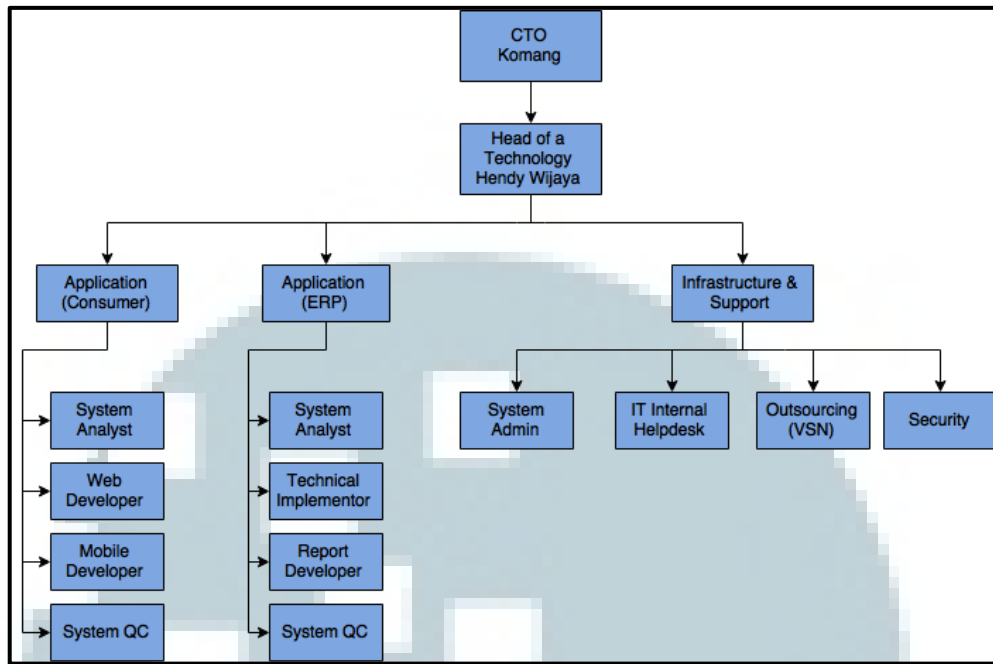 CTO
Komang
Head of a
Technology
Hendy Wijaya
Application
(Consumer)
Application
(ERP)
Infrastructure &
Support
System
Analyst
System
Analyst
System
Admin
IT Internal
Helpdesk
Outsourcing
(VSN)
Security
Web
Developer
Technical
Implementor
Mobile
Developer
Report
Developer
System QC
System QC